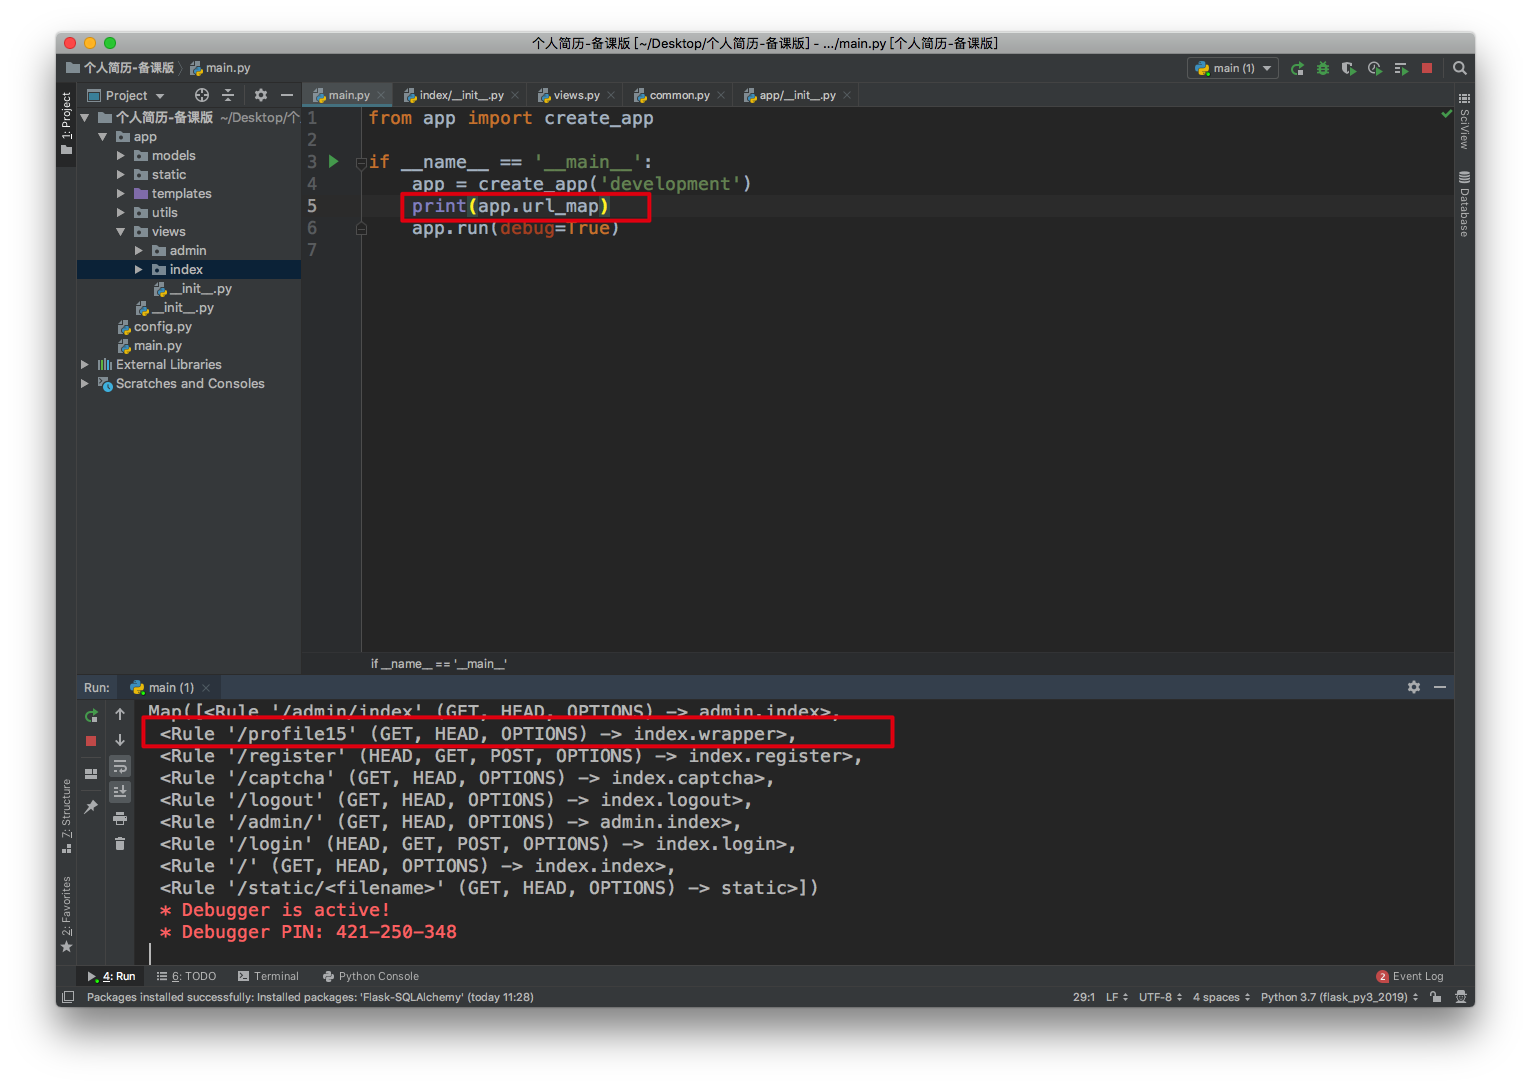 个人简历-备课版 [~/Desktop/个人简历-备课版] - .../main.py [个人简历-备课版]
个人简历-备课版 main.py
main (1)
Project
main.py
index/__init__.py
views.py
common.py
app/__init__.py
1: Project
个人简历-备课版 ~/Desktop/个
app
models
static
templates
utils
views
admin
index
__init__.py
__init__.py
config.py
main.py
External Libraries
Scratches and Consoles
1 from app import create_app
2
3 if __name__ == '__main__':
4 app = create_app('development')
5 print(app.url_map)
6 app.run(debug=True)
7
SciView
Database
if __name__ == '__main__'
Run: main (1)
Map([<Rule '/admin/index' (GET, HEAD, OPTIONS) -> admin.index>,
<Rule '/profile15' (GET, HEAD, OPTIONS) -> index.wrapper>,
<Rule '/register' (HEAD, GET, POST, OPTIONS) -> index.register>,
<Rule '/captcha' (GET, HEAD, OPTIONS) -> index.captcha>,
<Rule '/logout' (GET, HEAD, OPTIONS) -> index.logout>,
<Rule '/admin/' (GET, HEAD, OPTIONS) -> admin.index>,
<Rule '/login' (HEAD, GET, POST, OPTIONS) -> index.login>,
<Rule '/' (GET, HEAD, OPTIONS) -> index.index>,
<Rule '/static/<filename>' (GET, HEAD, OPTIONS) -> static>])
* Debugger is active!
* Debugger PIN: 421-250-348
7: Structure
2: Favorites
4: Run
6: TODO
Terminal
Python Console
2 Event Log
Packages installed successfully: Installed packages: 'Flask-SQLAlchemy' (today 11:28)
29:1 LF UTF-8 4 spaces Python 3.7 (flask_py3_2019)